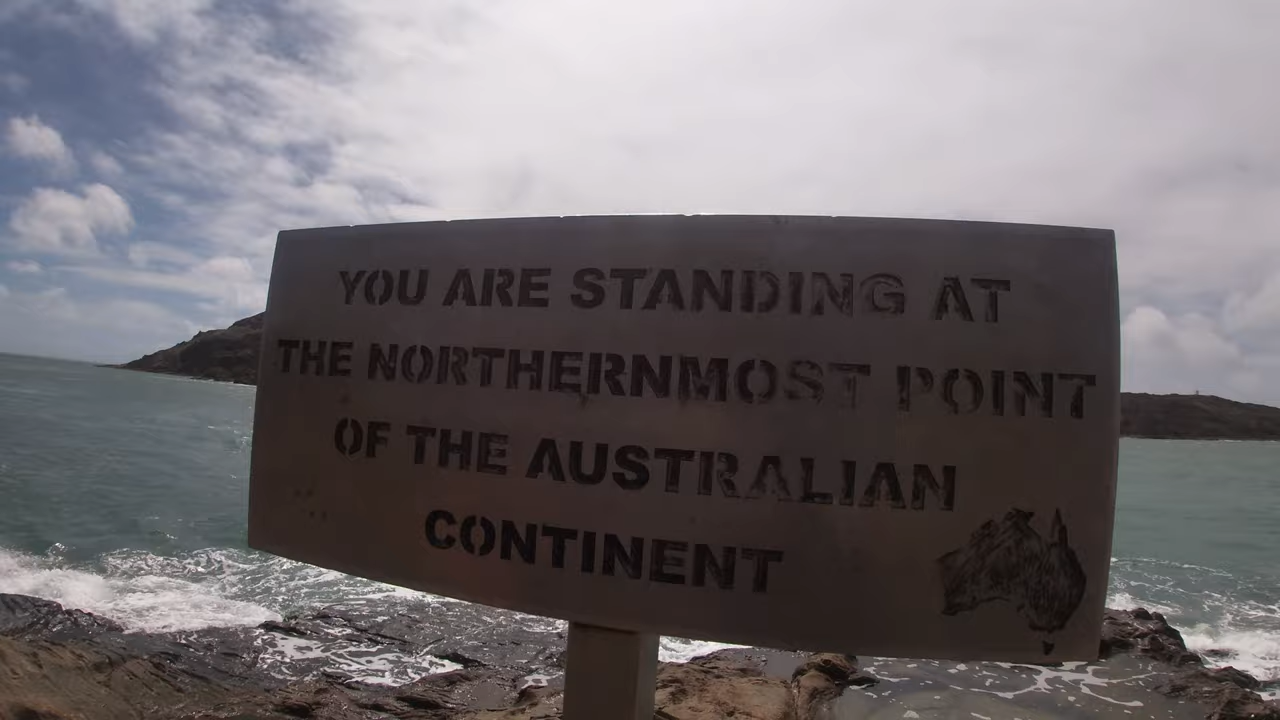 YOU ARE STANDING AT
THE NORTHERNMOST POINT
OF THE AUSTRALIAN
CONTINENT